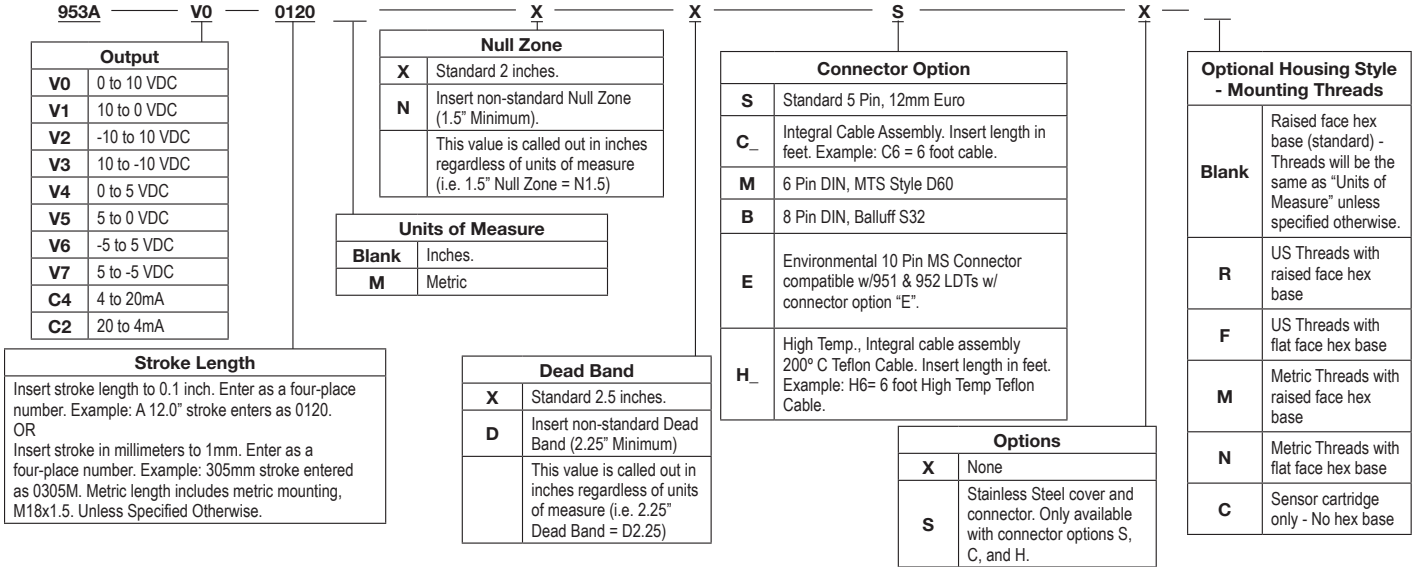 953A V0 0120 X X S X
Output
V0 0 to 10 VDC
V1 10 to 0 VDC
V2 -10 to 10 VDC
V3 10 to -10 VDC
V4 0 to 5 VDC
V5 5 to 0 VDC
V6 -5 to 5 VDC
V7 5 to -5 VDC
C4 4 to 20mA
C2 20 to 4mA
Stroke Length
Insert stroke length to 0.1 inch. Enter as a four-place
number. Example: A 12.0” stroke enters as 0120.
OR
Insert stroke in millimeters to 1mm. Enter as a
four-place number. Example: 305mm stroke entered
as 0305M. Metric length includes metric mounting,
M18x1.5. Unless Specified Otherwise.
Null Zone
X Standard 2 inches.
N Insert non-standard Null Zone
(1.5” Minimum).
This value is called out in inches
regardless of units of measure
(i.e. 1.5” Null Zone = N1.5)
Units of Measure
Blank Inches.
M Metric
Dead Band
X Standard 2.5 inches.
D Insert non-standard Dead
Band (2.25” Minimum)
This value is called out in
inches regardless of units
of measure (i.e. 2.25”
Dead Band = D2.25)
Connector Option
S Standard 5 Pin, 12mm Euro
C_ Integral Cable Assembly. Insert length in
feet. Example: C6 = 6 foot cable.
M 6 Pin DIN, MTS Style D60
B 8 Pin DIN, Balluff S32
E Environmental 10 Pin MS Connector
compatible w/951 & 952 LDTs w/
connector option “E”.
H_ High Temp., Integral cable assembly
200º C Teflon Cable. Insert length in feet.
Example: H6= 6 foot High Temp Teflon
Cable.
Options
X None
S Stainless Steel cover and
connector. Only available
with connector options S,
C, and H.
Optional Housing Style
- Mounting Threads
Blank Raised face hex
base (standard) -
Threads will be the
same as “Units of
Measure” unless
specified otherwise.
R US Threads with
raised face hex
base
F US Threads with
flat face hex base
M Metric Threads with
raised face hex
base
N Metric Threads with
flat face hex base
C Sensor cartridge
only - No hex base